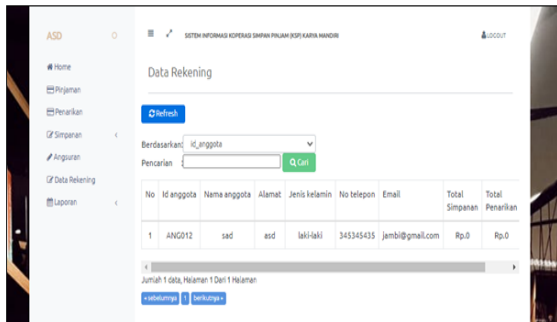 ASD
SISTEM INFORMASI KOPERASI SIMPAN PINJAM (KSP) KARYA MANDIRI
LOGOUT
Home
Pinjaman
Penarikan
Simpanan
Angsuran
Data Rekening
Laporan
Data Rekening
Refresh
Berdasarkan: id_anggota
Pencarian :
Cari
No Id anggota Nama anggota Alamat Jenis kelamin No telepon Email Total Simpanan Total Penarikan
1 ANG012 sad asd laki-laki 345345435 jambi@gmail.com Rp.0 Rp.0
Jumlah 1 data, Halaman 1 Dari 1 Halaman
« sebelumnya 1 berikutnya »